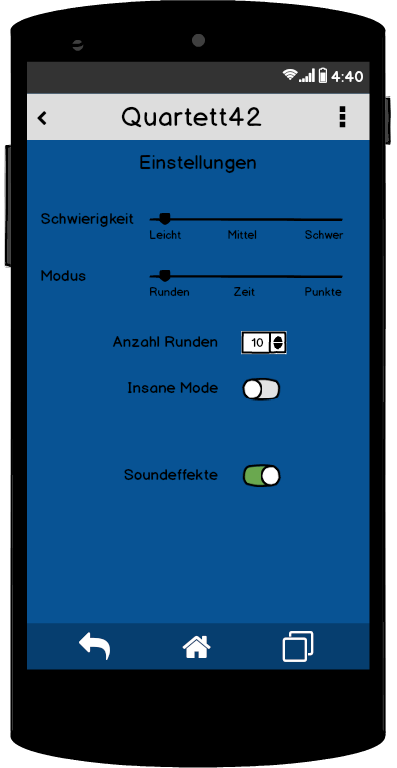 4:40
Quartett42
Einstellungen
Schwierigkeit
Leicht Mittel Schwer
Modus
Runden Zeit Punkte
Anzahl Runden 10
Insane Mode
Soundeffekte